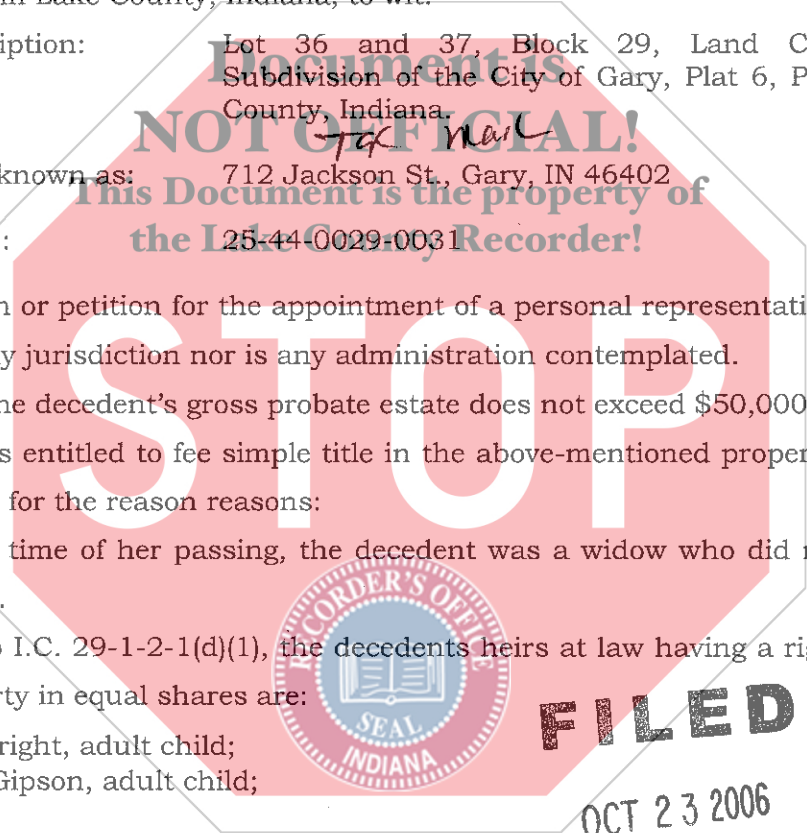 in Lake County, Indiana, to wit:
ription: Lot 36 and 37, Block 29, Land C
Subdivision of the City of Gary, Plat 6, P
County, Indiana.
Document is
NOT OFFICIAL!
This Document is the property of
the Lake County Recorder!
known as: 712 Jackson St., Gary, IN 46402
: 25-44-0029-0031
n or petition for the appointment of a personal representati
y jurisdiction nor is any administration contemplated.
he decedent's gross probate estate does not exceed $50,000
s entitled to fee simple title in the above-mentioned proper
for the reason reasons:
STOP
time of her passing, the decedent was a widow who did
.
o I.C. 29-1-2-1(d)(1), the decedents heirs at law having a ri
rty in equal shares are:
right, adult child;
Gipson, adult child;
RECORDER'S OFFICE
SEAL
INDIANA
FILED
OCT 23 2006